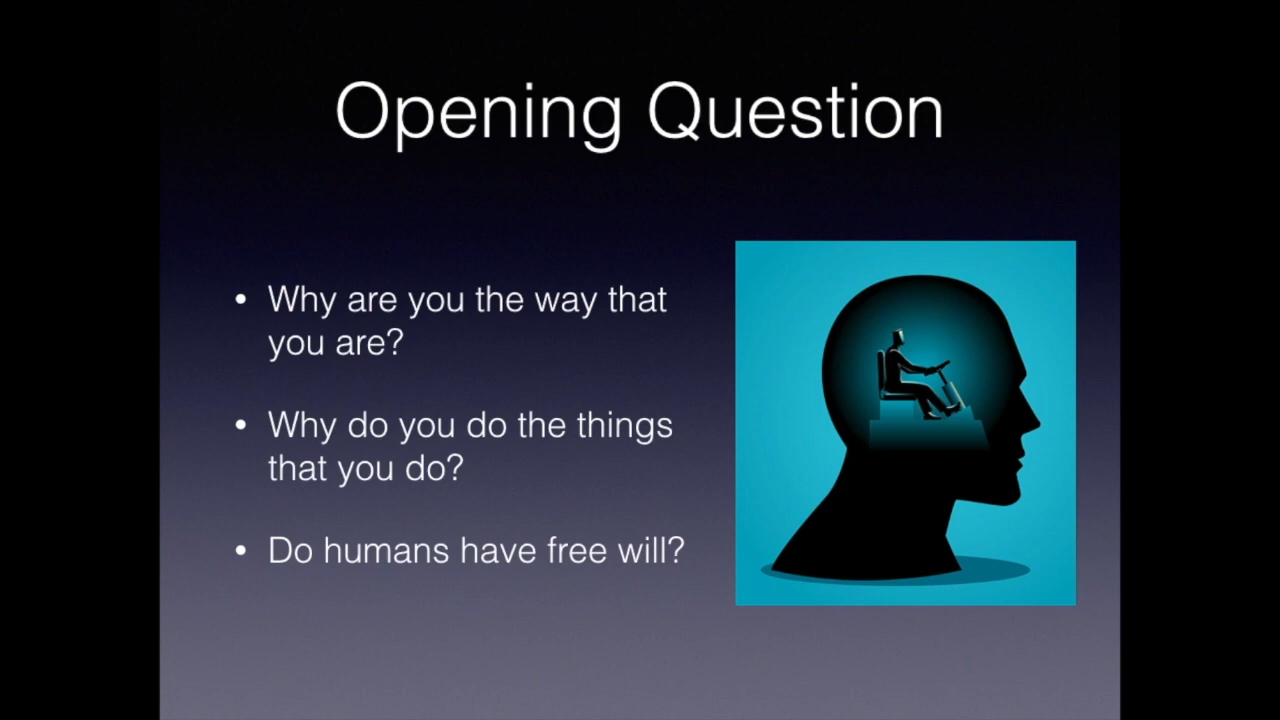 Opening Question
• Why are you the way that
you are?
• Why do you do the things
that you do?
• Do humans have free will?